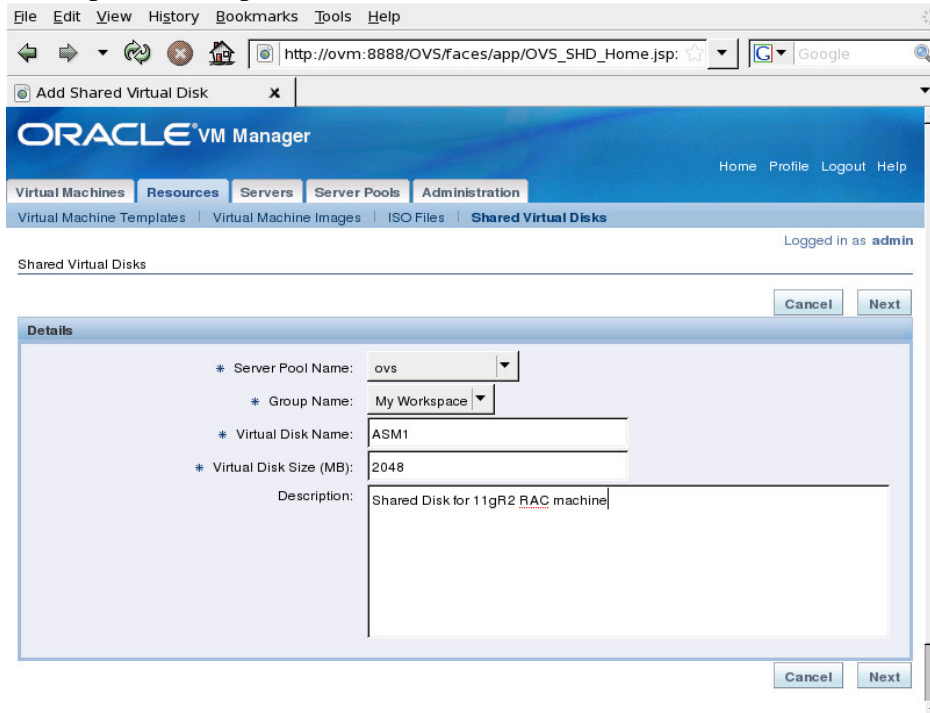 File Edit View History Bookmarks Tools Help
http://ovm:8888/OVS/faces/app/OVS_SHD_Home.jsp: G Google
Add Shared Virtual Disk x
ORACLE VM Manager
Home Profile Logout Help
Virtual Machines Resources Servers Server Pools Administration
Virtual Machine Templates | Virtual Machine Images | ISO Files | Shared Virtual Disks
Logged in as admin
Shared Virtual Disks
Cancel Next
Details
* Server Pool Name: ovs
* Group Name: My Workspace
* Virtual Disk Name: ASM1
* Virtual Disk Size (MB): 2048
Description: Shared Disk for 11gR2 RAC machine
Cancel Next